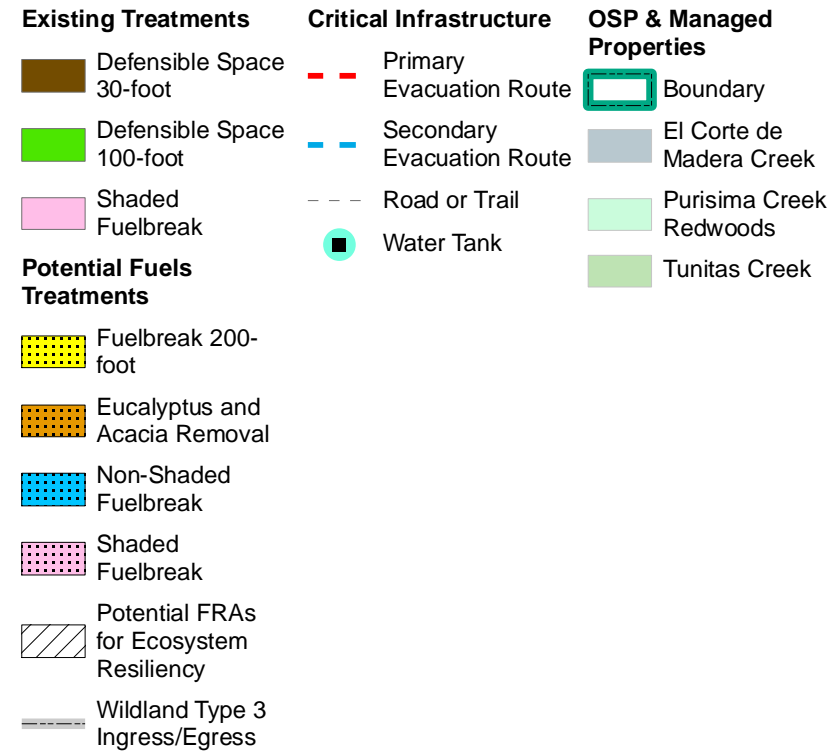 Existing Treatments
Defensible Space
30-foot
Defensible Space
100-foot
Shaded
Fuelbreak
Potential Fuels
Treatments
Fuelbreak 200-
foot
Eucalyptus and
Acacia Removal
Non-Shaded
Fuelbreak
Shaded
Fuelbreak
Potential FRAs
for Ecosystem
Resiliency
Wildland Type 3
Ingress/Egress
Critical Infrastructure
Primary
Evacuation Route
Secondary
Evacuation Route
Road or Trail
Water Tank
OSP & Managed
Properties
Boundary
El Corte de
Madera Creek
Purisima Creek
Redwoods
Tunitas Creek